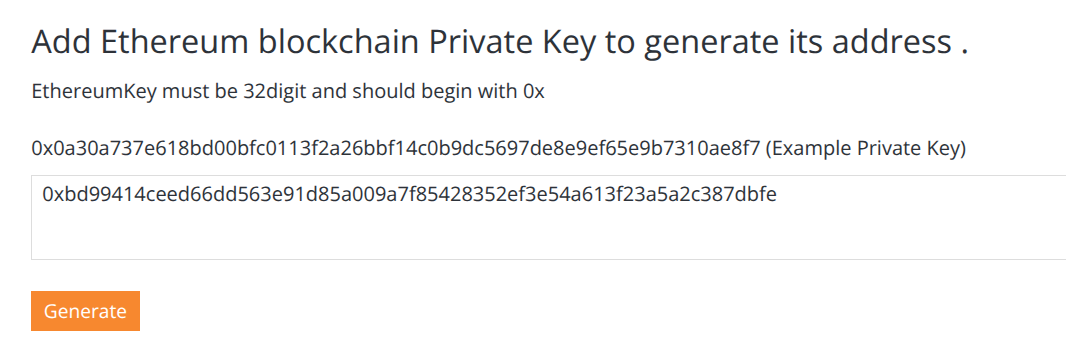 Add Ethereum blockchain Private Key to generate its address .
EthereumKey must be 32digit and should begin with 0x
0x0a30a737e618bd00bfc0113f2a26bbf14c0b9dc5697de8e9ef65e9b7310ae8f7 (Example Private Key)
0xbd99414ceed66dd563e91d85a009a7f85428352ef3e54a613f23a5a2c387dbfe
Generate